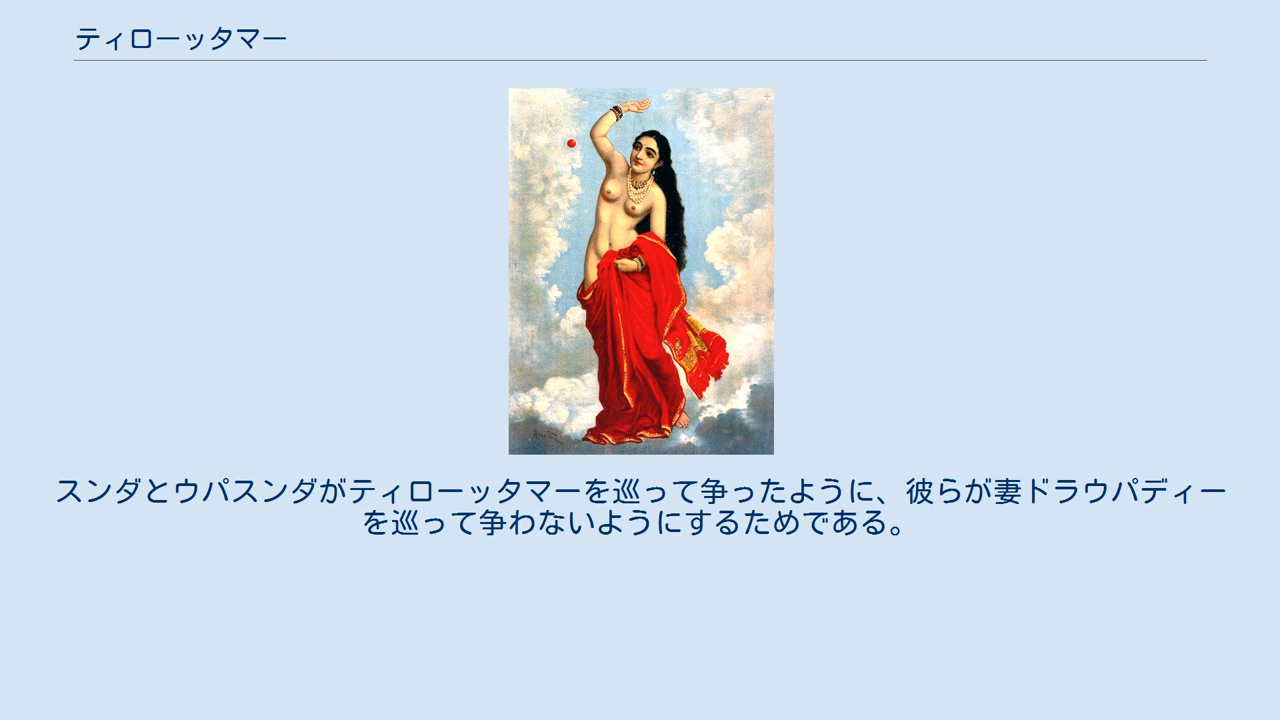 ティローッタマー
スンダとウパスンダがティローッタマーを巡って争ったように、彼らが妻ドラウパディー
を巡って争わないようにするためである。